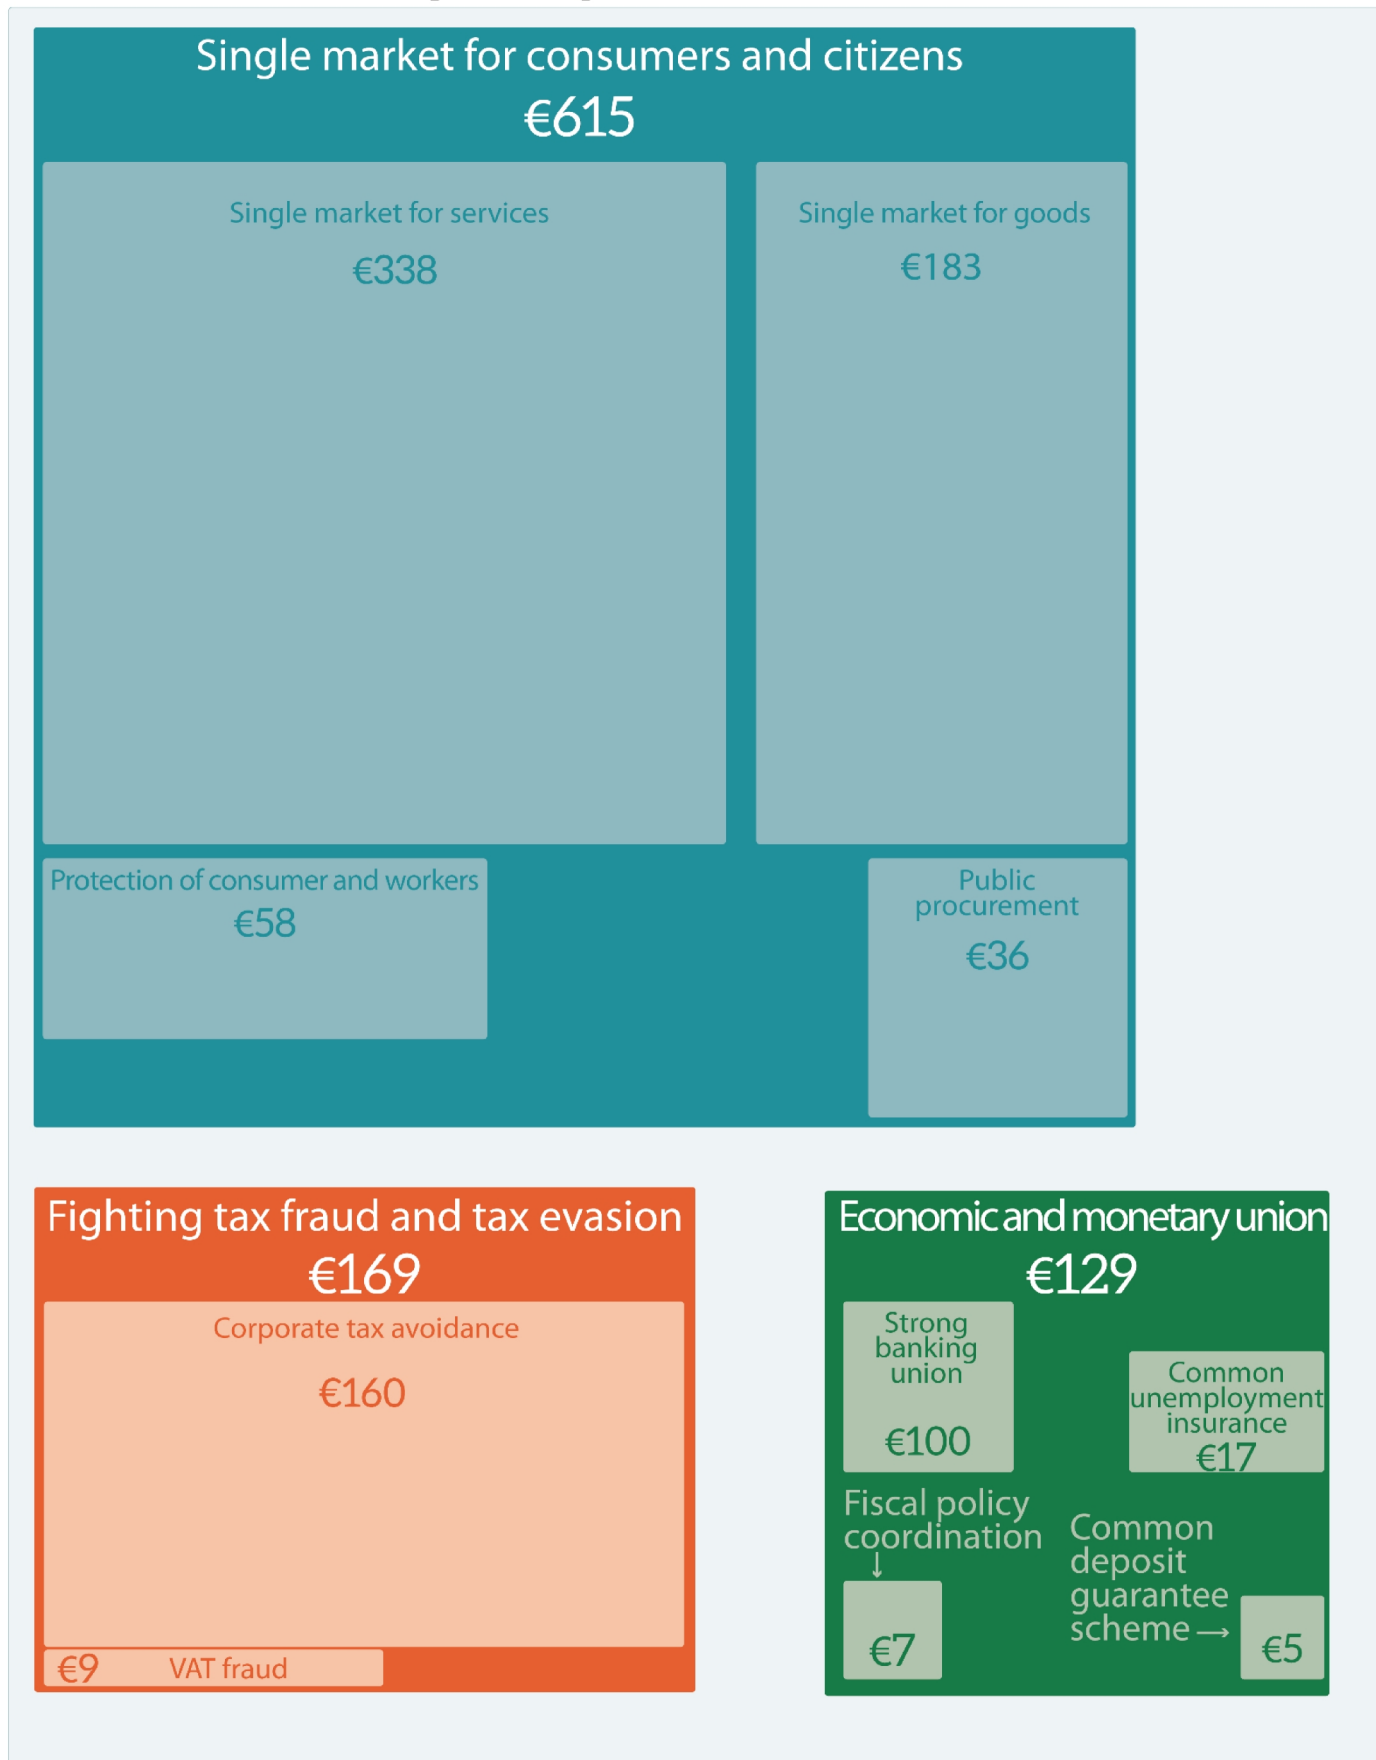 Single market for consumers and citizens
€615
Single market for services
€338
Single market for goods
€183
Protection of consumer and workers
€58
Public
procurement
€36
Fighting tax fraud and tax evasion
€169
Corporate tax avoidance
€160
€9 VAT fraud
Economic and monetary union
€129
Strong
banking
union
€100
Common
unemployment
insurance
€17
Fiscal policy
coordination
↓
€7
Common
deposit
guarantee
scheme →
€5